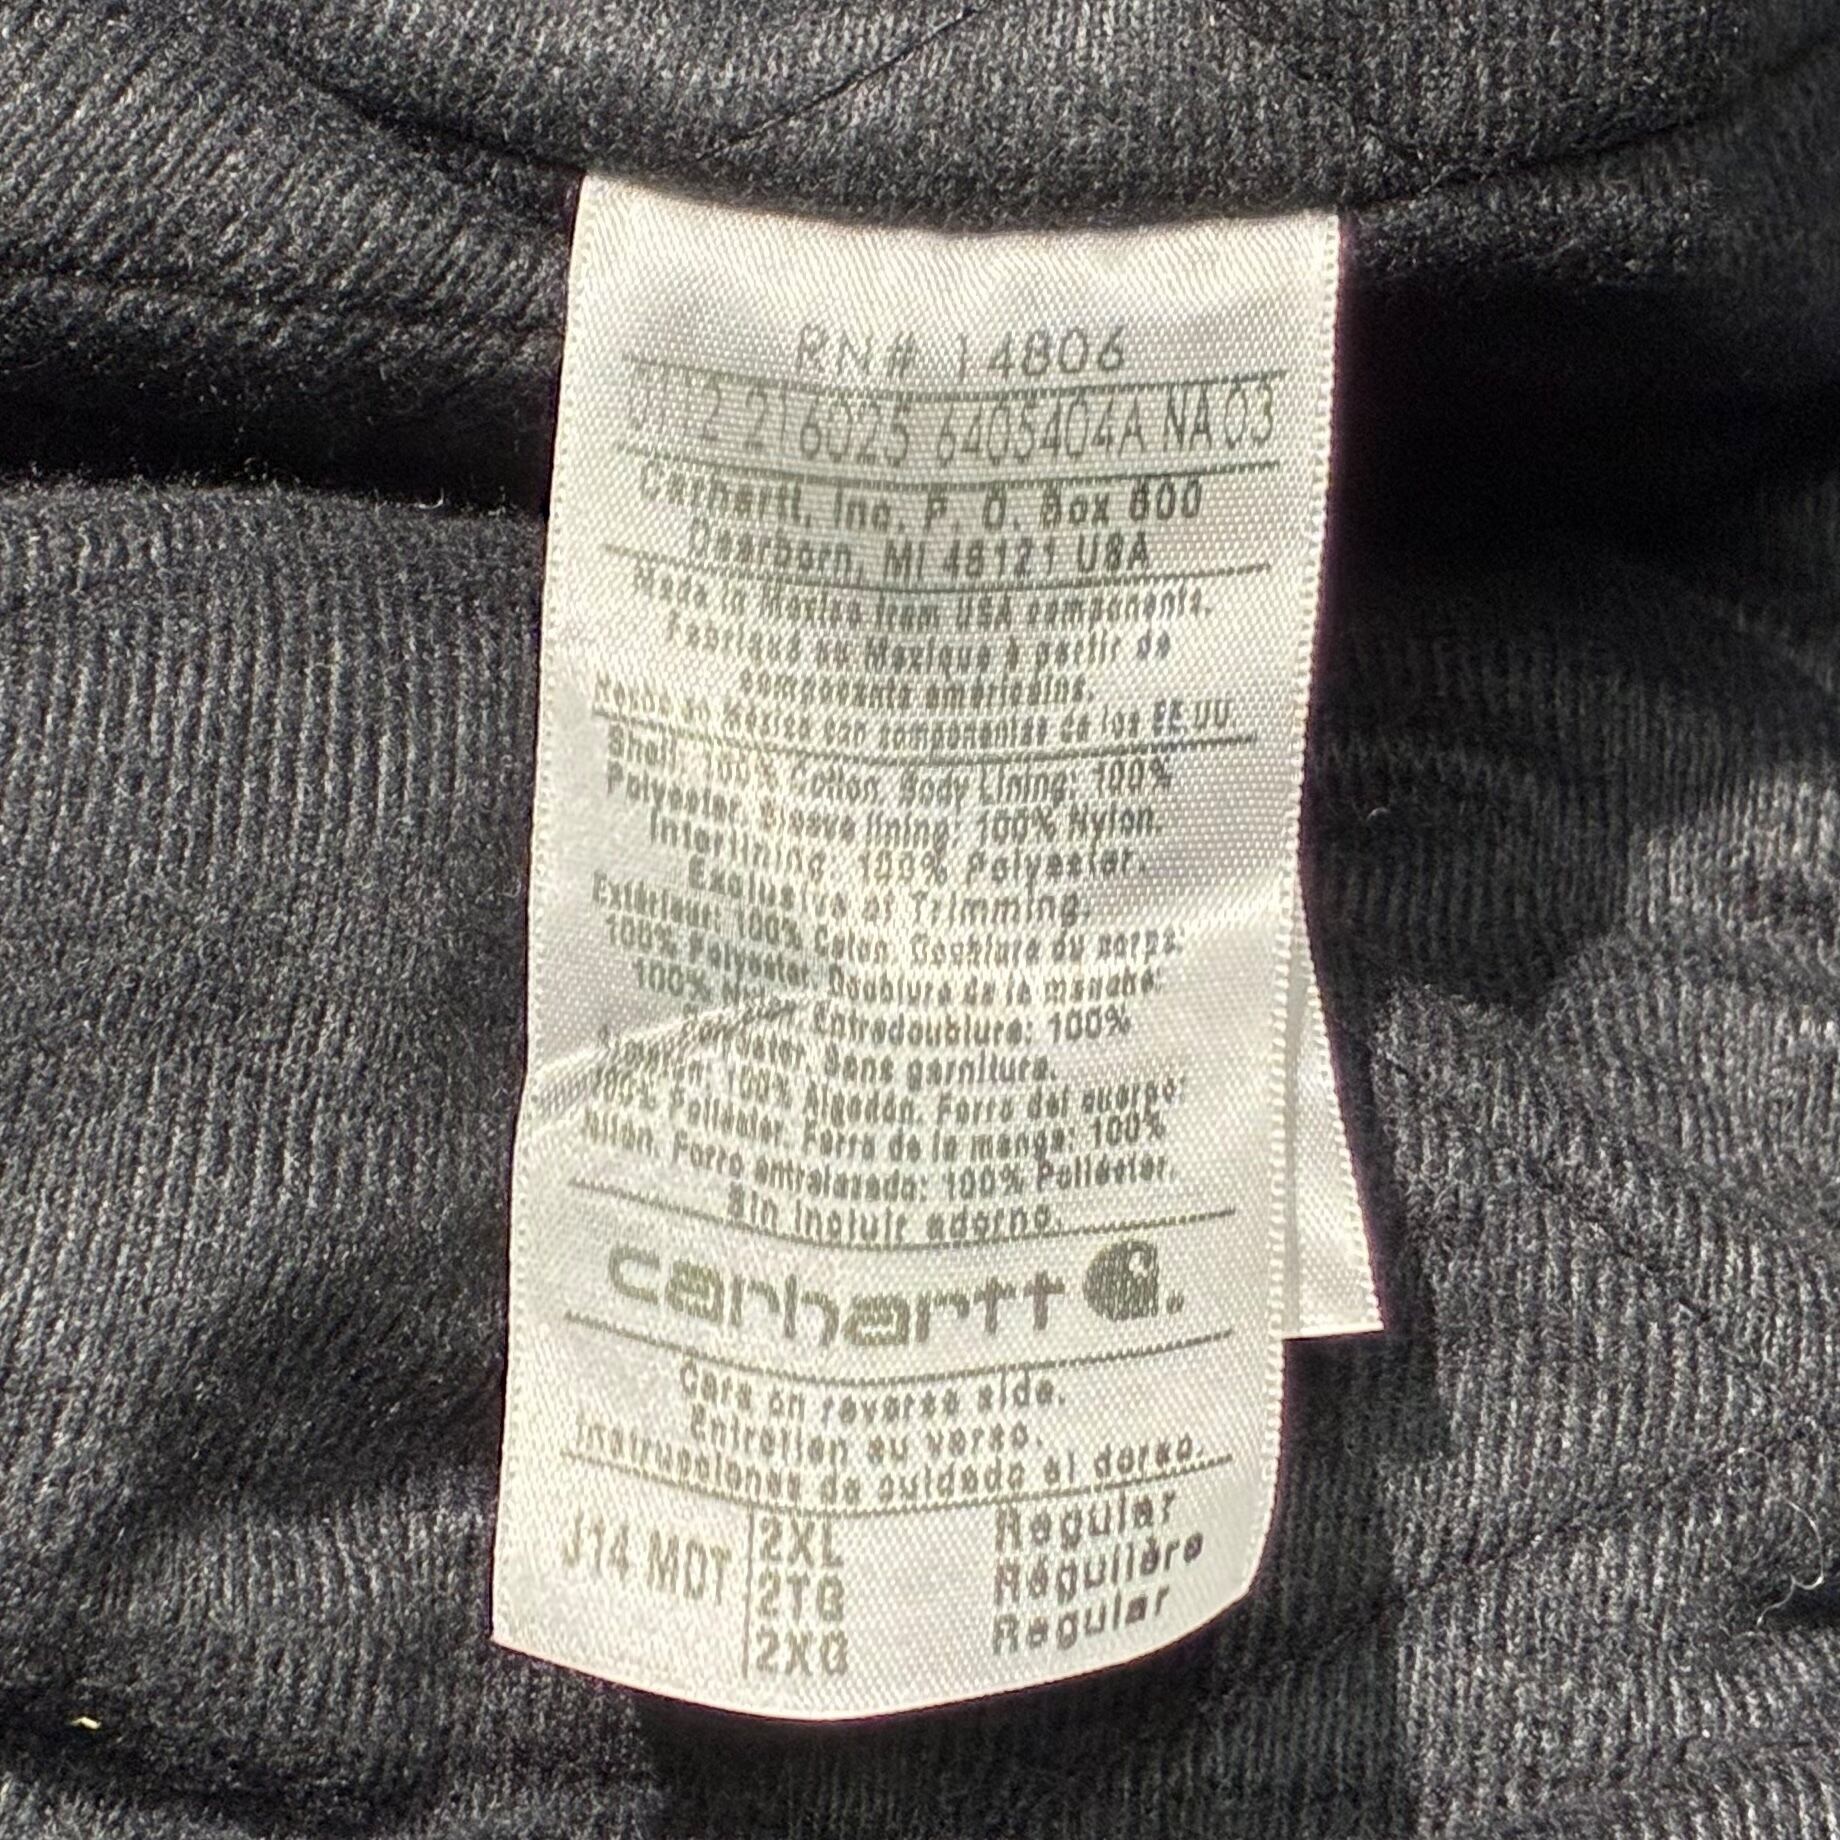 RN# 14806
216025 6405404A NA 03
Carhartt, Inc. P. O. Box 600
Dearborn, MI 48121 USA
Made in Mexico from USA components.
Fabriqué au Mexique à partir de
composants américains.
Hecho en México con componentes de los EE UU.
Shell: 100% Cotton. Body Lining: 100%
Polyester. Sleeve lining: 100% Nylon.
Interlining: 100% Polyester.
Exclusive of Trimming.
Extérieur: 100% Coton. Doublure du corps:
100% Polyester. Doublure de la manche:
100% Nylon. Entredoublure: 100%
Sans garniture.
100% Algodón. Forro del cuerpo:
100% Poliéster. Forro de la manga: 100%
Nilón. Forro entrelazado: 100% Poliéster.
Sin incluir adorno.
carhartt
Care on reverse side.
Entretien au verso.
Instrucciones de cuidado al dorso.
J14 MDT 2XL Regular
2TG Régulière
2XG Regular